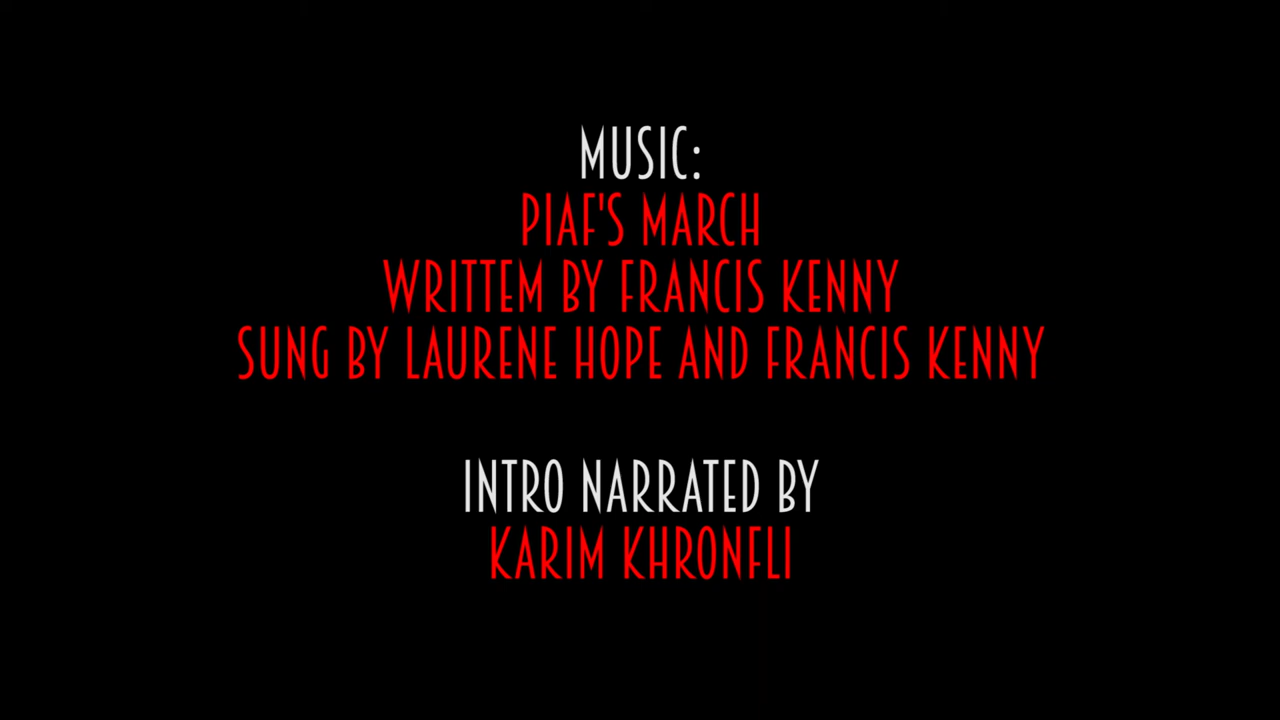 MUSIC:
PIAF'S MARCH
WRITTEM BY FRANCIS KENNY
SUNG BY LAURENE HOPE AND FRANCIS KENNY
INTRO NARRATED BY
KARIM KHRONFLI